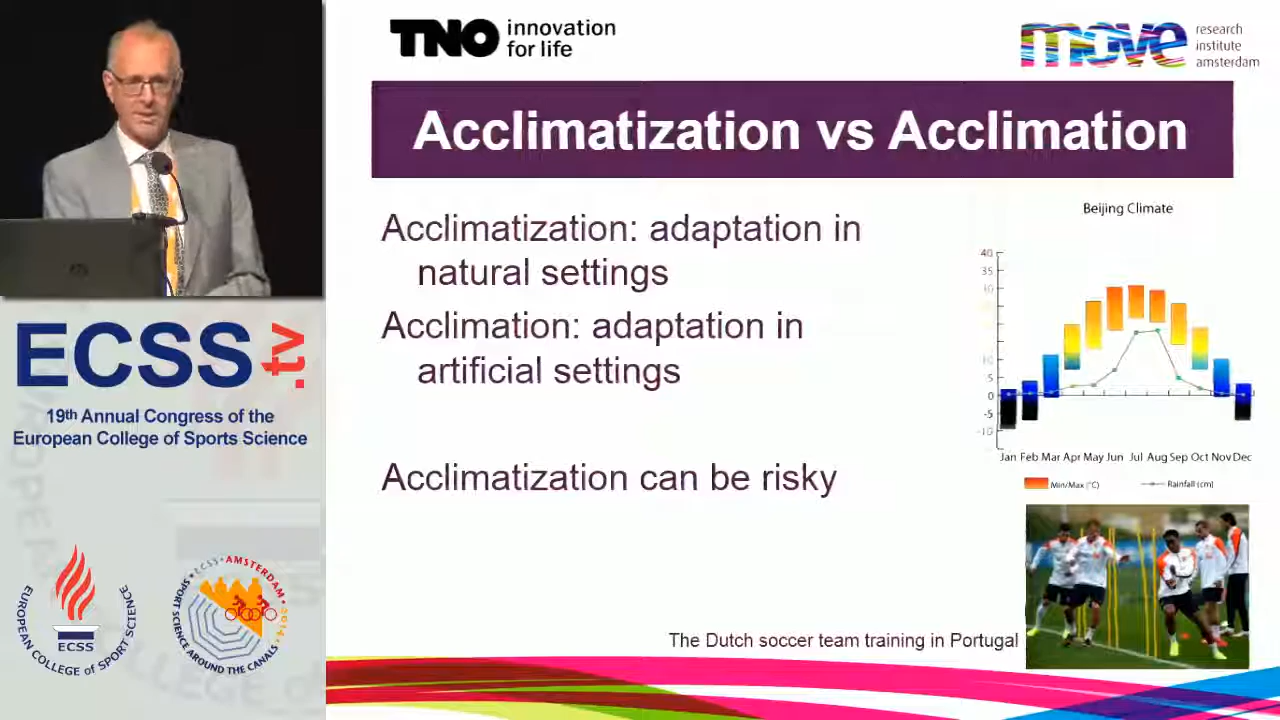 TNO innovation
for life
move research
institute
amsterdam
Acclimatization vs Acclimation
Acclimatization: adaptation in
natural settings
Acclimation: adaptation in
artificial settings
Acclimatization can be risky
Beijing Climate
40
35
30
10
5
0
-5
-10
Jan Feb Mar Apr May Jun Jul Aug Sep Oct Nov Dec
Min/Max (°C) Rainfall (cm)
The Dutch soccer team training in Portugal
ECSS.tv
19th Annual Congress of the
European College of Sports Science
EUROPEAN COLLEGE OF SPORT SCIENCE
ECSS
ECSS • AMSTERDAM 2014
SPORT SCIENCE AROUND THE CANALS